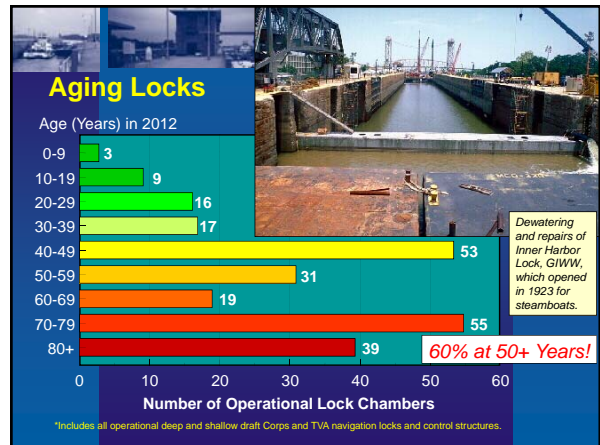 Aging Locks
Age (Years) in 2012
0-9 3
10-19 9
20-29 16
30-39 17
40-49 53
50-59 31
60-69 19
70-79 55
80+ 39
Dewatering
and repairs of
Inner Harbor
Lock, GIWW,
which opened
in 1923 for
steamboats.
60% at 50+ Years!
0 10 20 30 40 50 60
Number of Operational Lock Chambers
*Includes all operational deep and shallow draft Corps and TVA navigation locks and control structures.